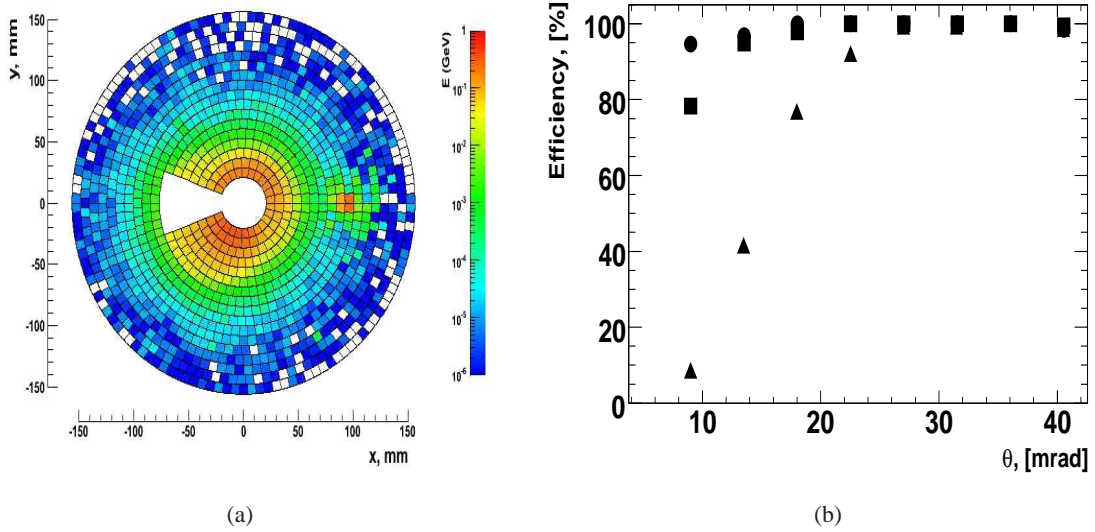 y, mm
150
100
50
0
-50
-100
-150
-150 -100 -50 0 50 100 150
x, mm
E (GeV)
1
10⁻¹
10⁻²
10⁻³
10⁻⁴
10⁻⁵
10⁻⁶
(a)
Efficiency, [%]
100
80
60
40
20
0
10 20 30 40
θ, [mrad]
(b)